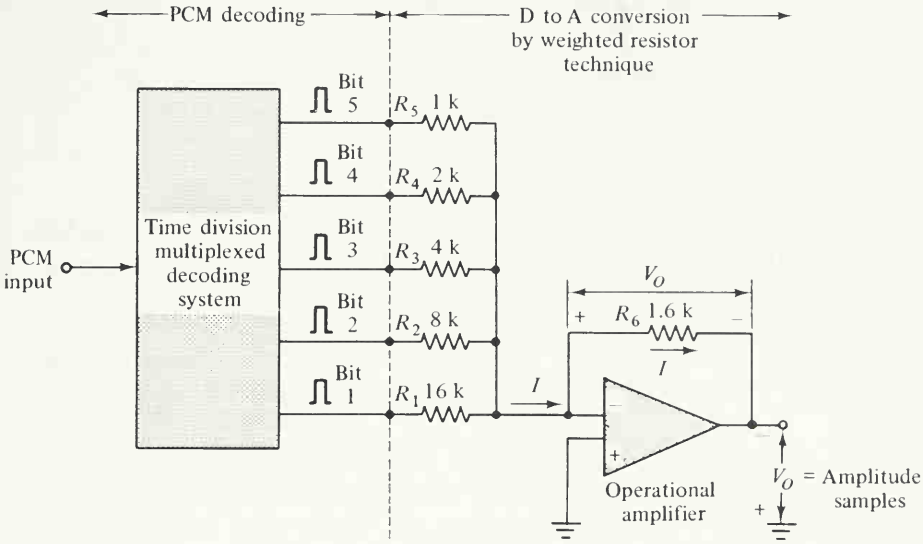 PCM decoding
D to A conversion
by weighted resistor
technique
Bit
5
R5 1 k
Bit
4
R4 2 k
Bit
3
R3 4 k
Bit
2
R2 8 k
Bit
1
R1 16 k
Time division
multiplexed
decoding
system
PCM
input
I
VO
+ R6 1.6 k −
I
−
+
Operational
amplifier
−
VO = Amplitude
samples
+